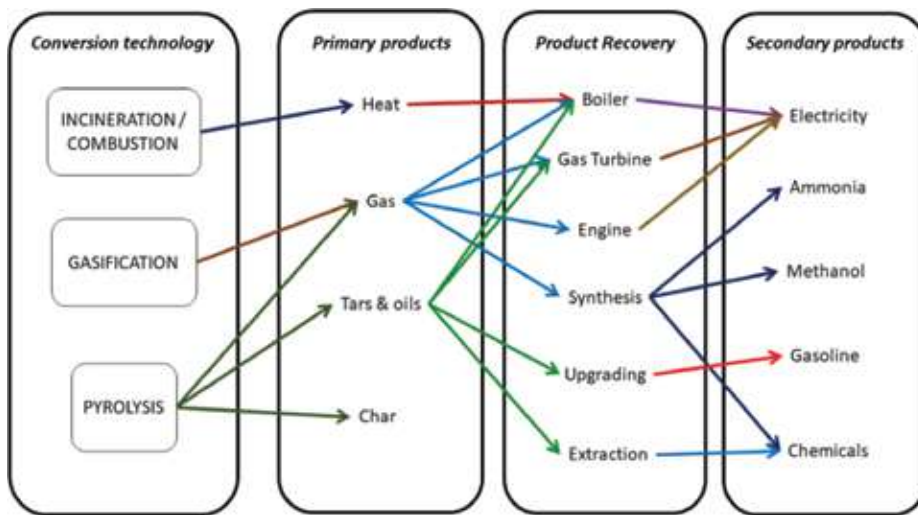 Conversion technology
Primary products
Product Recovery
Secondary products
INCINERATION /
COMBUSTION
GASIFICATION
PYROLYSIS
Heat
Gas
Tars & oils
Char
Boiler
Gas Turbine
Engine
Synthesis
Upgrading
Extraction
Electricity
Ammonia
Methanol
Gasoline
Chemicals